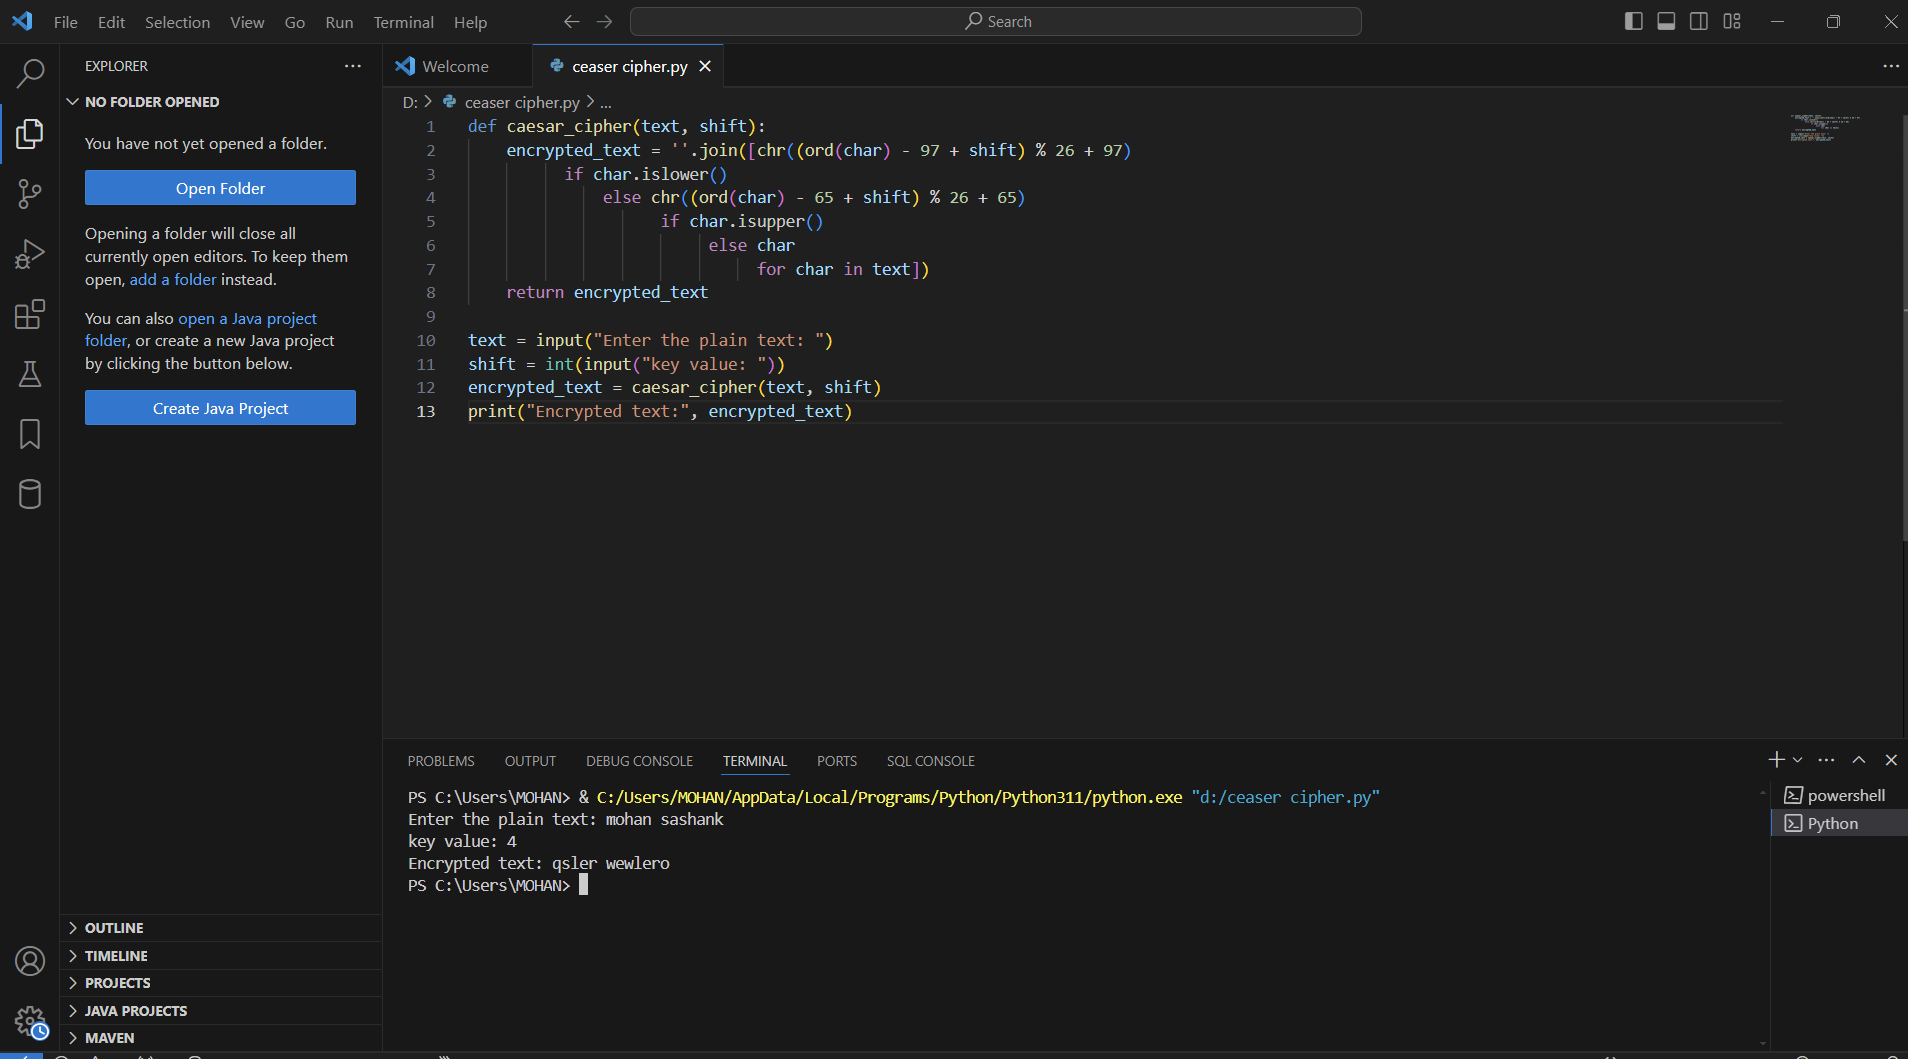 File Edit Selection View Go Run Terminal Help
Search
EXPLORER
NO FOLDER OPENED
You have not yet opened a folder.
Open Folder
Opening a folder will close all
currently open editors. To keep them
open, add a folder instead.
You can also open a Java project
folder, or create a new Java project
by clicking the button below.
Create Java Project
OUTLINE
TIMELINE
PROJECTS
JAVA PROJECTS
MAVEN
Welcome
ceaser cipher.py
D: > ceaser cipher.py > ...
1 def caesar_cipher(text, shift):
2 encrypted_text = ''.join([chr((ord(char) - 97 + shift) % 26 + 97)
3 if char.islower()
4 else chr((ord(char) - 65 + shift) % 26 + 65)
5 if char.isupper()
6 else char
7 for char in text])
8 return encrypted_text
9
10 text = input("Enter the plain text: ")
11 shift = int(input("key value: "))
12 encrypted_text = caesar_cipher(text, shift)
13 print("Encrypted text:", encrypted_text)
PROBLEMS OUTPUT DEBUG CONSOLE TERMINAL PORTS SQL CONSOLE
PS C:\Users\MOHAN> & C:/Users/MOHAN/AppData/Local/Programs/Python/Python311/python.exe "d:/ceaser cipher.py"
Enter the plain text: mohan sashank
key value: 4
Encrypted text: qsler wewlero
PS C:\Users\MOHAN>
powershell
Python